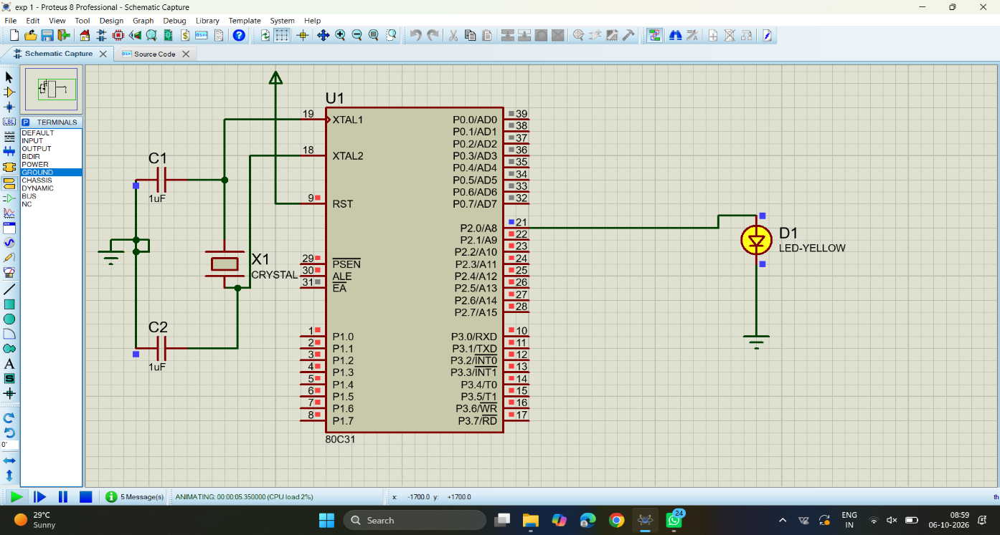 exp 1 - Proteus 8 Professional - Schematic Capture
File Edit View Tool Design Graph Debug Library Template System Help
Schematic Capture
Source Code
TERMINALS
DEFAULT
INPUT
OUTPUT
BIDIR
POWER
GROUND
CHASSIS
DYNAMIC
BUS
NC
U1
19 XTAL1
18 XTAL2
9 RST
29 PSEN
30 ALE
31 EA
1 P1.0
2 P1.1
3 P1.2
4 P1.3
5 P1.4
6 P1.5
7 P1.6
8 P1.7
P0.0/AD0 39
P0.1/AD1 38
P0.2/AD2 37
P0.3/AD3 36
P0.4/AD4 35
P0.5/AD5 34
P0.6/AD6 33
P0.7/AD7 32
P2.0/A8 21
P2.1/A9 22
P2.2/A10 23
P2.3/A11 24
P2.4/A12 25
P2.5/A13 26
P2.6/A14 27
P2.7/A15 28
P3.0/RXD 10
P3.1/TXD 11
P3.2/INT0 12
P3.3/INT1 13
P3.4/T0 14
P3.5/T1 15
P3.6/WR 16
P3.7/RD 17
80C31
C1
1uF
X1
CRYSTAL
C2
1uF
D1
LED-YELLOW
0°
5 Message(s) ANIMATING: 00:00:05.350000 (CPU load 2%) x: -1700.0 y: +1700.0 th
29°C
Sunny
Search
24
ENG
IN
08:59
06-10-2026